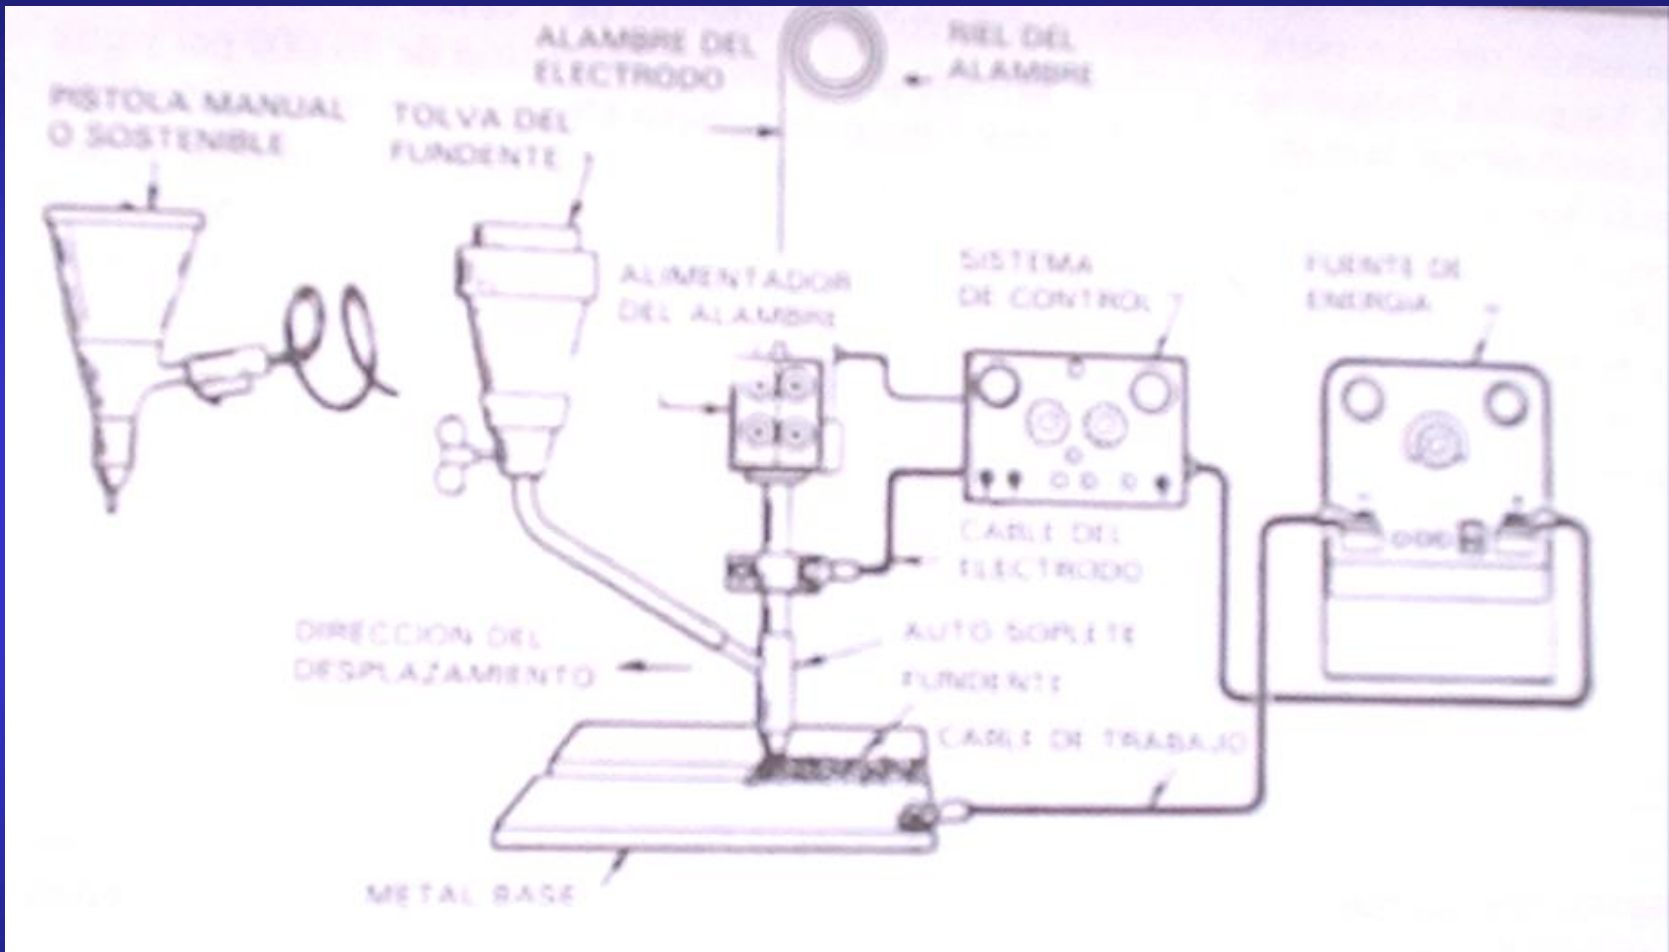 ALAMBRE DEL
ELECTRODO
RIEL DEL
ALAMBRE
PISTOLA MANUAL
O SOSTENIBLE
TOLVA DEL
FUNDENTE
ALIMENTADOR
DEL ALAMBRE
SISTEMA
DE CONTROL
FUENTE DE
ENERGIA
CABLE DEL
ELECTRODO
DIRECCION DEL
DESPLAZAMIENTO
AUTO SOPLETE
FUNDENTE
CABLE DE TRABAJO
METAL BASE